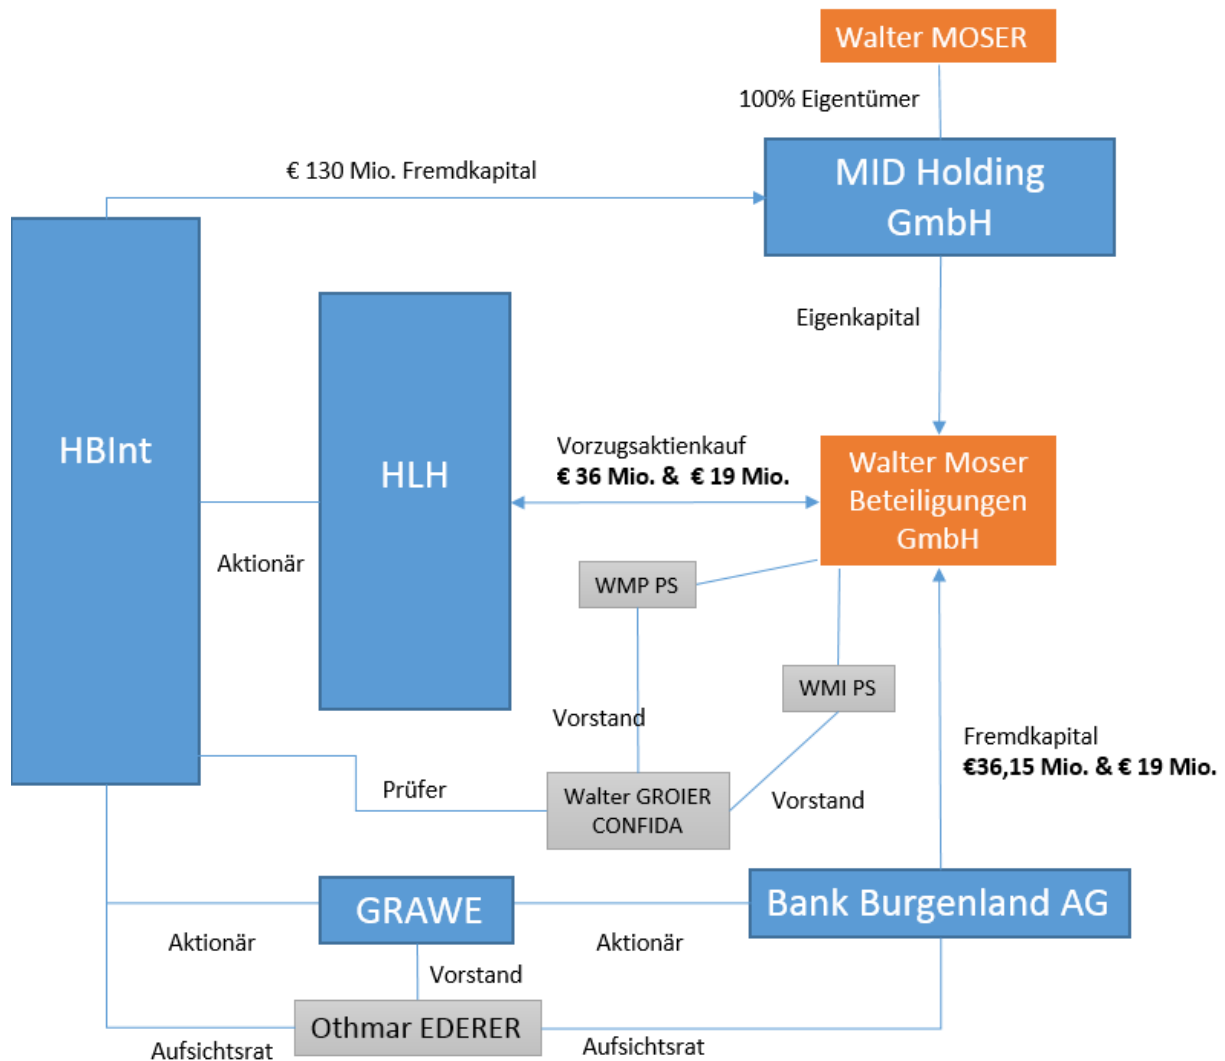 Walter MOSER
100% Eigentümer
€ 130 Mio. Fremdkapital
MID Holding
GmbH
Eigenkapital
HBInt
HLH
Vorzugsaktienkauf
€ 36 Mio. &  € 19 Mio.
Walter Moser
Beteiligungen
GmbH
Aktionär
WMP PS
WMI PS
Vorstand
Fremdkapital
€36,15 Mio. & € 19 Mio.
Prüfer
Walter GROIER
CONFIDA
Vorstand
GRAWE
Bank Burgenland AG
Aktionär
Aktionär
Vorstand
Othmar EDERER
Aufsichtsrat
Aufsichtsrat